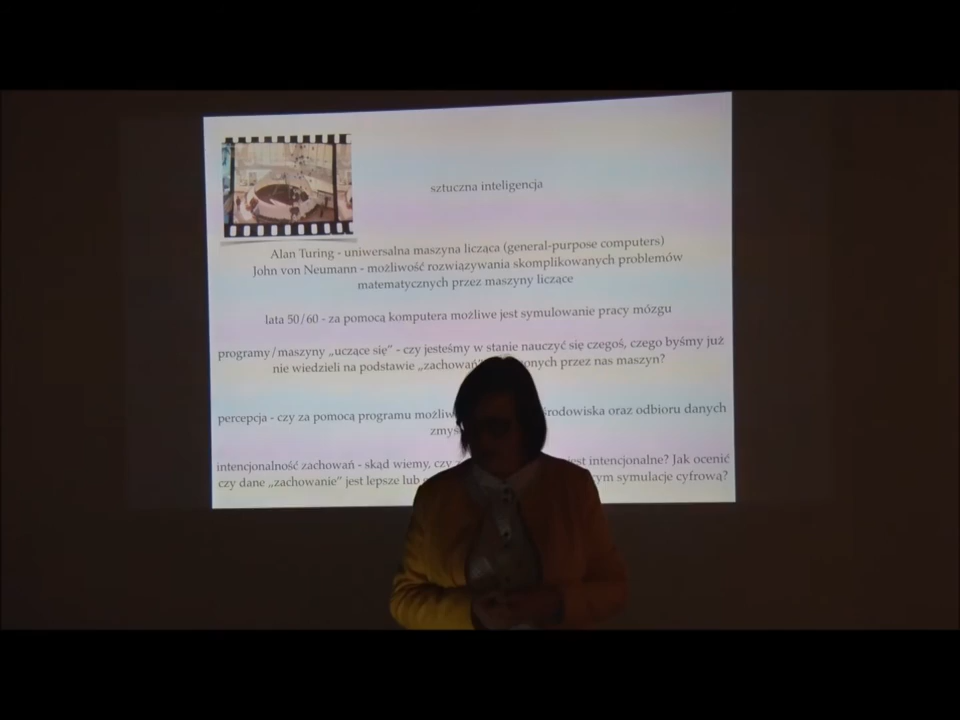 sztuczna inteligencja
Alan Turing - uniwersalna maszyna licząca (general-purpose computers)
John von Neumann - możliwość rozwiązywania skomplikowanych problemów
matematycznych przez maszyny liczące
lata 50/60 - za pomocą komputera możliwe jest symulowanie pracy mózgu
programy/maszyny „uczące się” - czy jesteśmy w stanie nauczyć się czegoś, czego byśmy już
nie wiedzieli na podstawie „zachowań” przez nas maszyn?
percepcja - czy za pomocą programu środowiska oraz odbioru danych
intencjonalność zachowań - skąd wiemy, czy jest intencjonalne? Jak ocenić
czy dane „zachowanie” jest lepsze lub symulacje cyfrową?